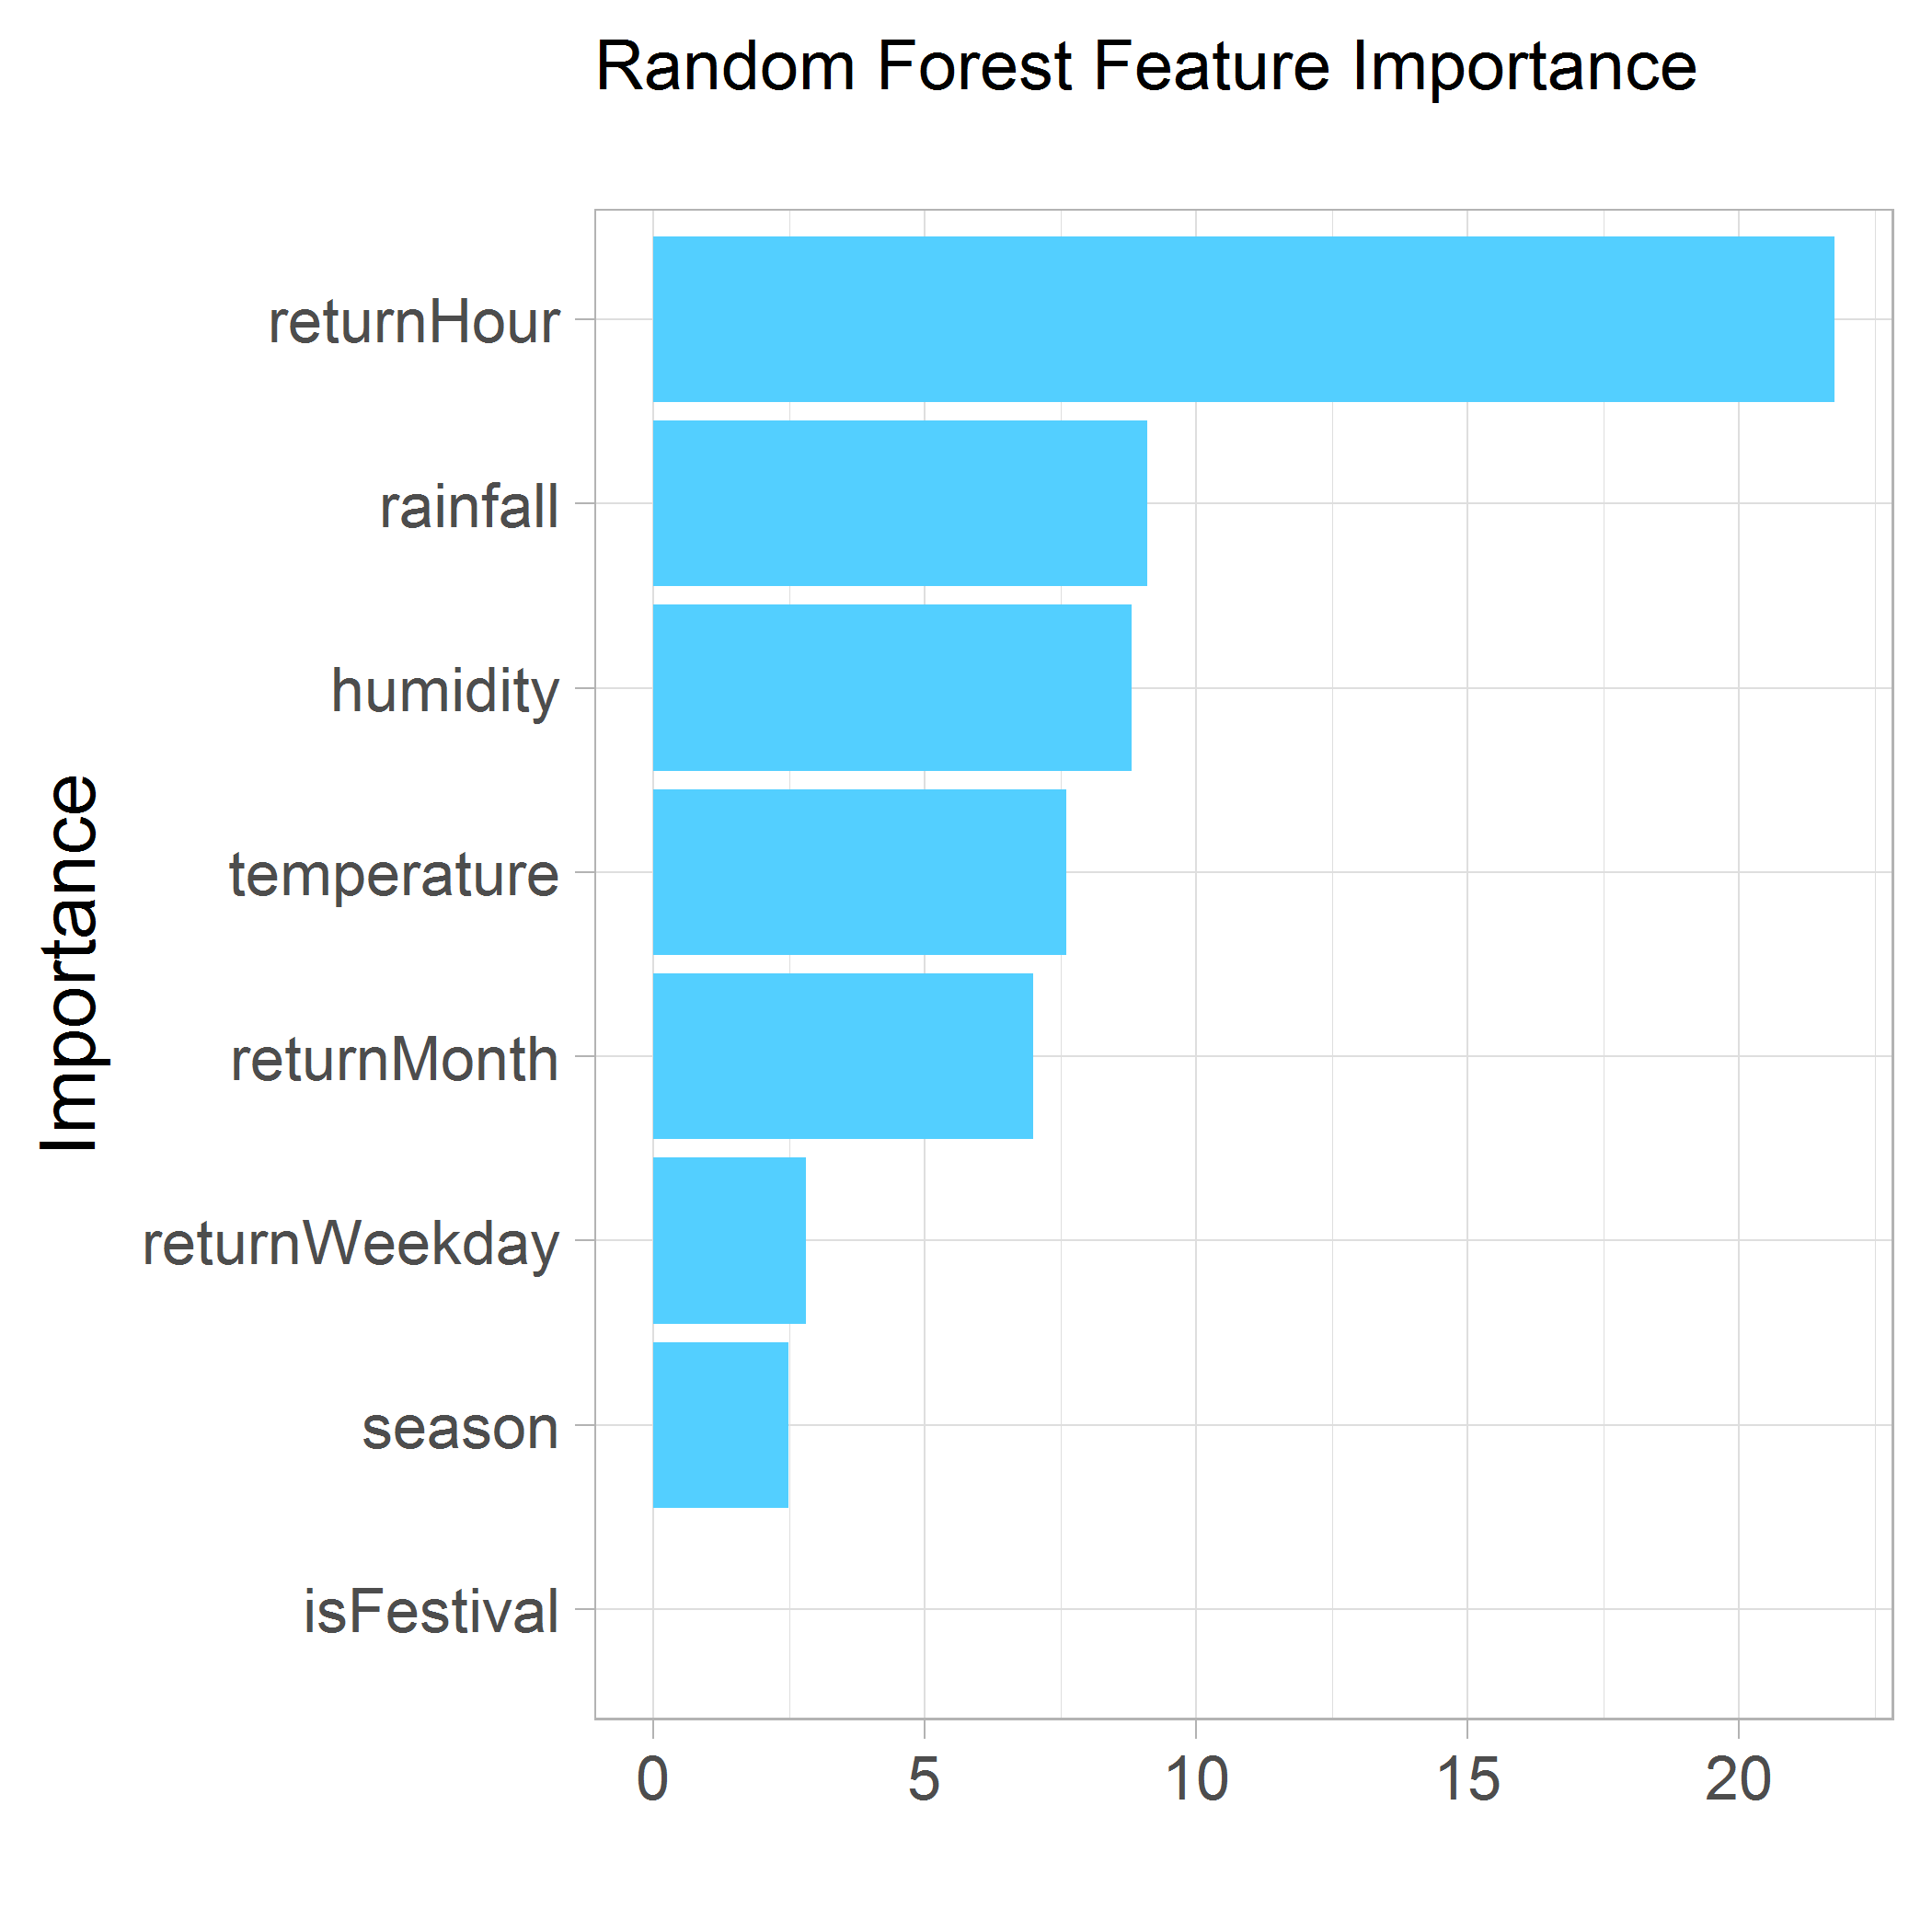 Random Forest Feature Importance
Importance
returnHour
rainfall
humidity
temperature
returnMonth
returnWeekday
season
isFestival
0 5 10 15 20